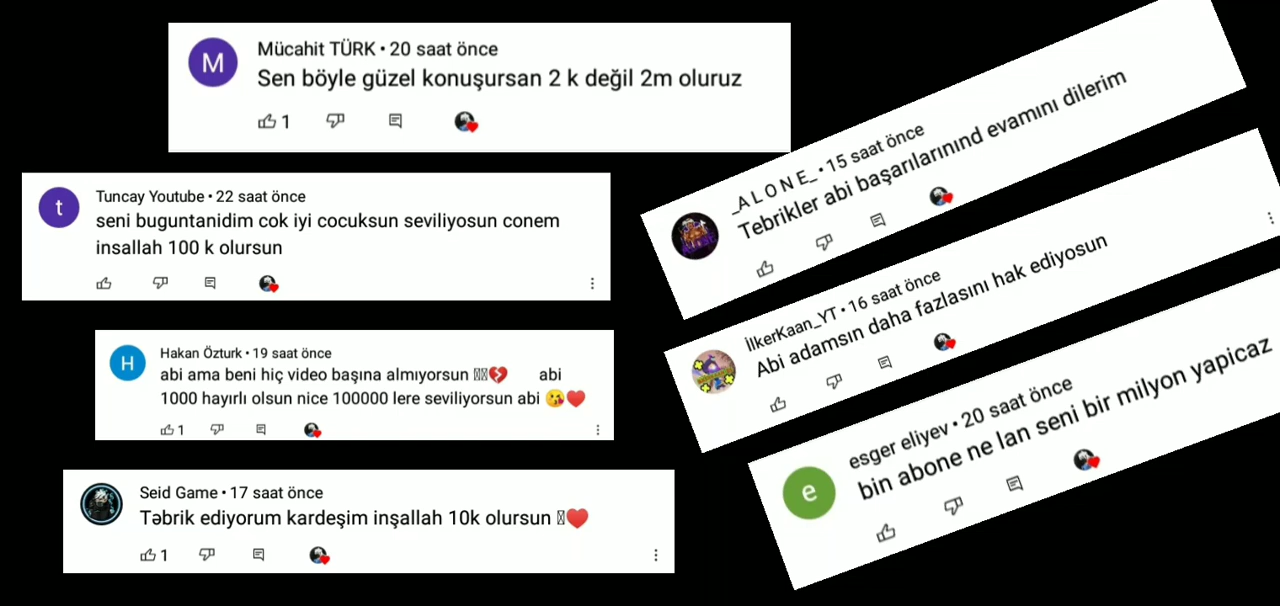 M
Mücahit TÜRK • 20 saat önce
Sen böyle güzel konuşursan 2 k değil 2m oluruz
1
t
Tuncay Youtube • 22 saat önce
seni buguntanidim cok iyi cocuksun seviliyosun conem
insallah 100 k olursun
H
Hakan Özturk • 19 saat önce
abi ama beni hiç video başına almıyorsun 💔 abi
1000 hayırlı olsun nice 100000 lere seviliyorsun abi 😘♥
1
Seid Game • 17 saat önce
Təbrik ediyorum kardeşim inşallah 10k olursun ♥
1
_A L O N E_ • 15 saat önce
Tebrikler abi başarılarınınd evamını dilerim
İlkerKaan_YT • 16 saat önce
Abi adamsın daha fazlasını hak ediyosun
e
esger eliyev • 20 saat önce
bin abone ne lan seni bir milyon yapicaz